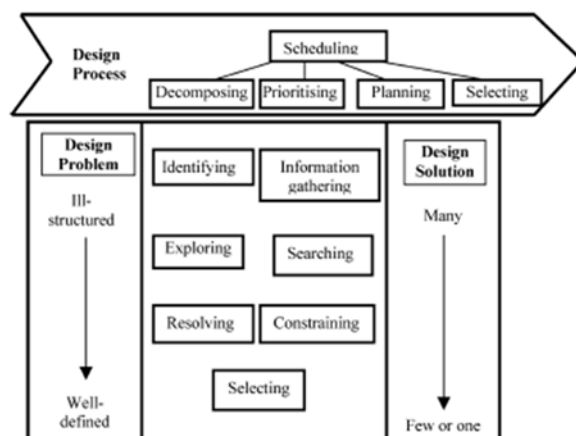 Design
Process
Scheduling
Decomposing
Prioritising
Planning
Selecting
Design
Problem
Ill-
structured
Well-
defined
Identifying
Information
gathering
Exploring
Searching
Resolving
Constraining
Selecting
Design
Solution
Many
Few or one